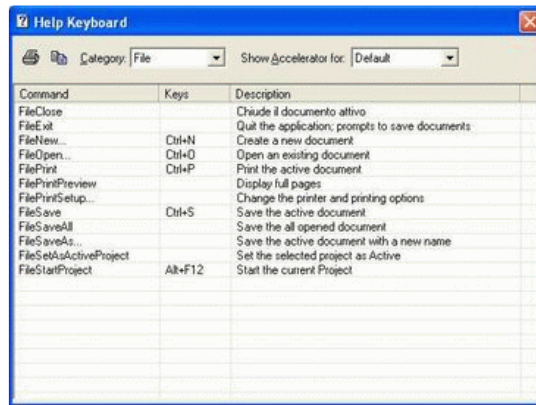 Help Keyboard
Category: File Show Accelerator for: Default
Command Keys Description
FileClose Chiude il documento attivo
FileExit Quit the application; prompts to save documents
FileNew... Ctrl+N Create a new document
FileOpen... Ctrl+O Open an existing document
FilePrint Ctrl+P Print the active document
FilePrintPreview Display full pages
FilePrintSetup... Change the printer and printing options
FileSave Ctrl+S Save the active document
FileSaveAll Save the all opened document
FileSaveAs... Save the active document with a new name
FileSetAsActiveProject Set the selected project as Active
FileStartProject Alt+F12 Start the current Project